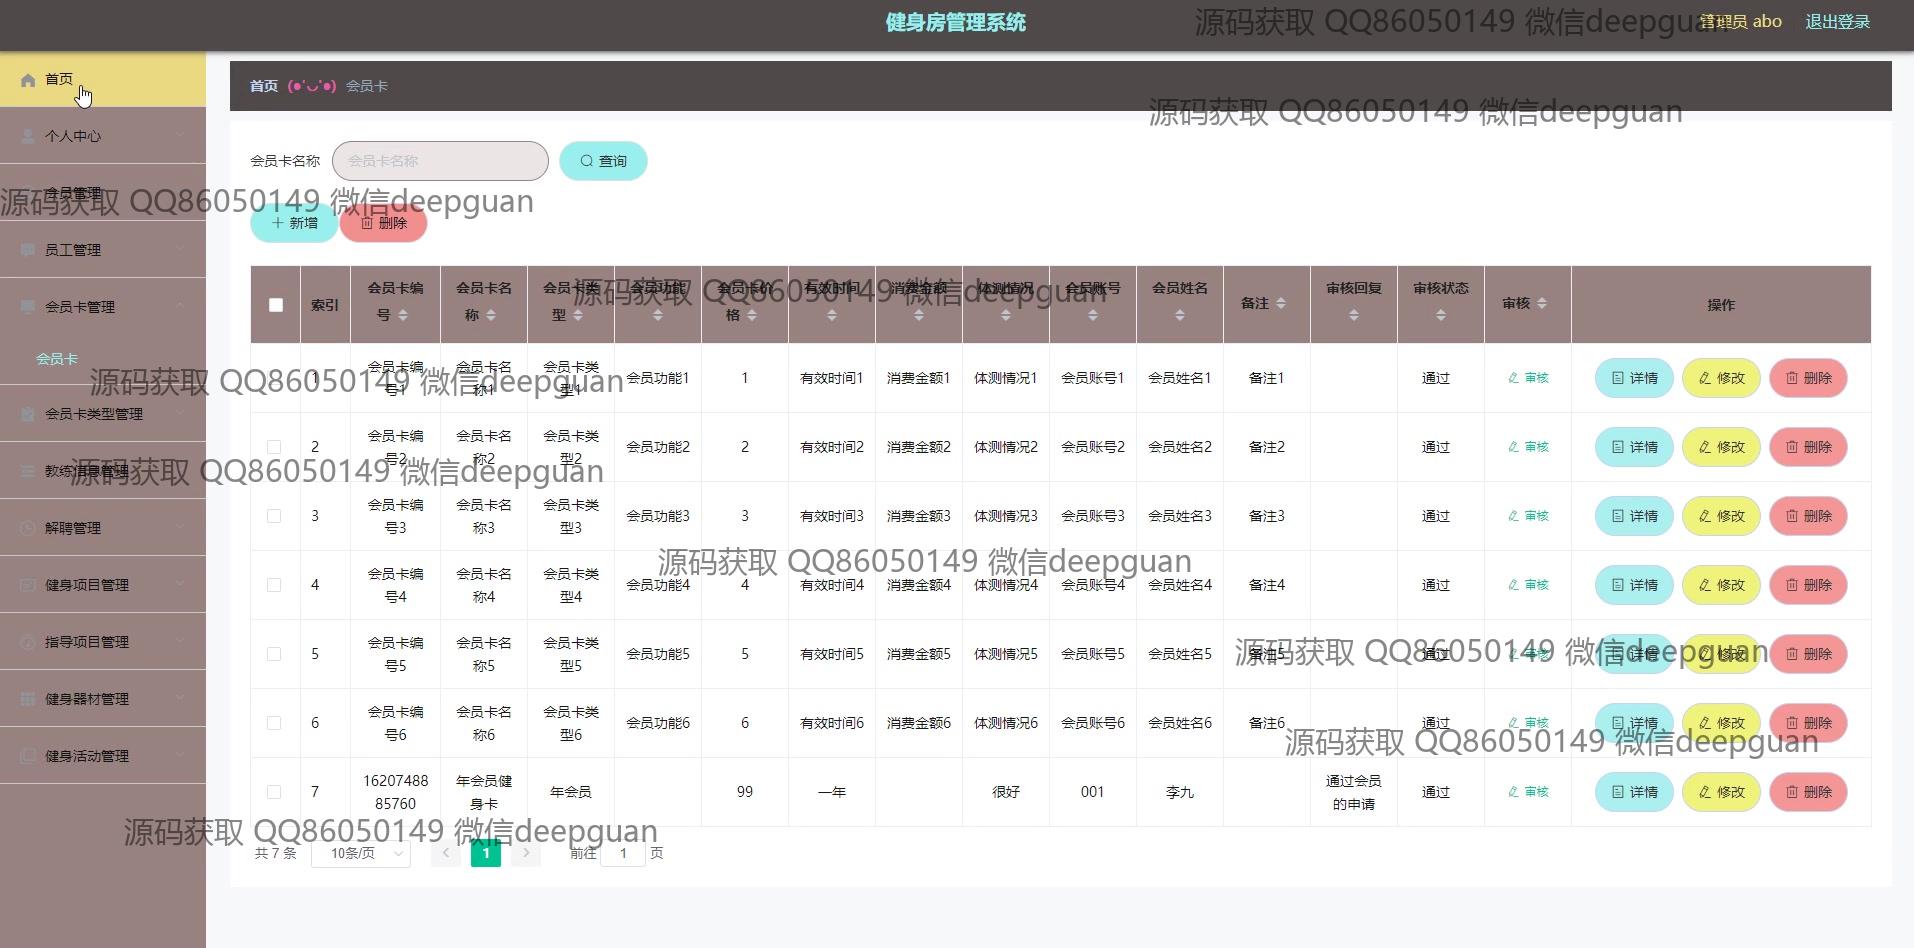 健身房管理系统
源码获取 QQ86050149 微信deepguan
管理员 abo
退出登录
首页
个人中心
会员管理
员工管理
会员卡管理
会员卡
会员卡类型管理
教练信息管理
解聘管理
健身项目管理
指导项目管理
健身器材管理
健身活动管理
首页 (●'◡'●) 会员卡
源码获取 QQ86050149 微信deepguan
会员卡名称 会员卡名称 查询
源码获取 QQ86050149 微信deepguan
+ 新增 删除
源码获取 QQ86050149 微信deepguan
索引 会员卡编号 会员卡名称 会员卡类型 会员功能 会员卡价格 有效时间 消费金额 体测情况 会员账号 会员姓名 备注 审核回复 审核状态 审核 操作
1 会员卡编号1 会员卡名称1 会员卡类型1 会员功能1 1 有效时间1 消费金额1 体测情况1 会员账号1 会员姓名1 备注1 通过 审核 详情 修改 删除
源码获取 QQ86050149 微信deepguan
2 会员卡编号2 会员卡名称2 会员卡类型2 会员功能2 2 有效时间2 消费金额2 体测情况2 会员账号2 会员姓名2 备注2 通过 审核 详情 修改 删除
源码获取 QQ86050149 微信deepguan
3 会员卡编号3 会员卡名称3 会员卡类型3 会员功能3 3 有效时间3 消费金额3 体测情况3 会员账号3 会员姓名3 备注3 通过 审核 详情 修改 删除
源码获取 QQ86050149 微信deepguan
4 会员卡编号4 会员卡名称4 会员卡类型4 会员功能4 4 有效时间4 消费金额4 体测情况4 会员账号4 会员姓名4 备注4 通过 审核 详情 修改 删除
5 会员卡编号5 会员卡名称5 会员卡类型5 会员功能5 5 有效时间5 消费金额5 体测情况5 会员账号5 会员姓名5 备注5 通过 审核 详情 修改 删除
源码获取 QQ86050149 微信deepguan
6 会员卡编号6 会员卡名称6 会员卡类型6 会员功能6 6 有效时间6 消费金额6 体测情况6 会员账号6 会员姓名6 备注6 通过 审核 详情 修改 删除
源码获取 QQ86050149 微信deepguan
7 1620748885760 年会员健身卡 年会员 99 一年 很好 001 李九 通过会员的申请 通过 审核 详情 修改 删除
源码获取 QQ86050149 微信deepguan
共 7 条 10条/页 1 前往 1 页